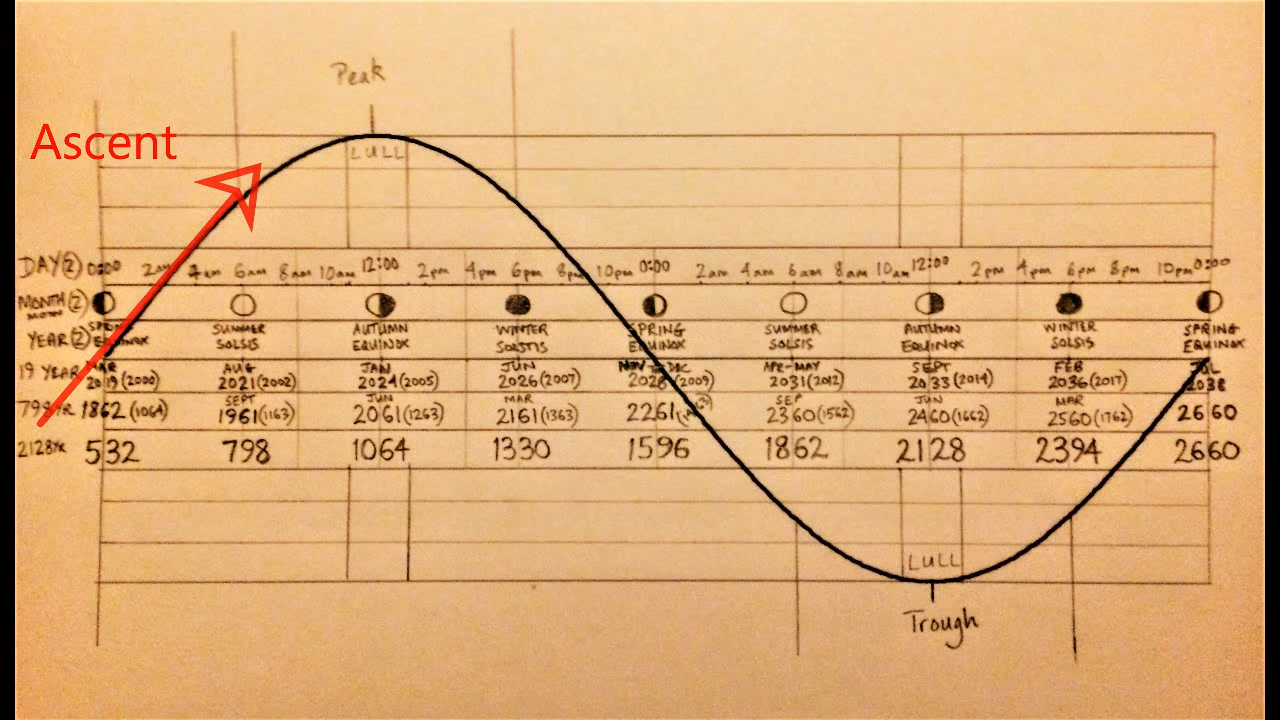 Peak
Ascent
LULL
DAY (2) 0:00 2am 4am 6am 8am 10am 12:00 2pm 4pm 6pm 8pm 10pm 0:00 2am 4am 6am 8am 10am 12:00 2pm 4pm 6pm 8pm 10pm 0:00
MONTH (2)
MOON
YEAR (2) SPRING EQUINOX SUMMER SOLSIS AUTUMN EQUINOX WINTER SOLSTIS SPRING EQUINOX SUMMER SOLSIS AUTUMN EQUINOX WINTER SOLSIS SPRING EQUINOX
19 YEAR MAR AUG JAN JUN NOV DEC APR-MAY SEPT FEB JUL
2019 (2000) 2021 (2002) 2024 (2005) 2026 (2007) 2028 (2009) 2031 (2012) 2033 (2014) 2036 (2017) 2038
SEPT JUN MAR SEP JUN MAR
798 YR 1862 (1064) 1961 (1163) 2061 (1263) 2161 (1363) 2261 2360 (1562) 2460 (1662) 2560 (1762) 2660
2128YR 532 798 1064 1330 1596 1862 2128 2394 2660
LULL
Trough